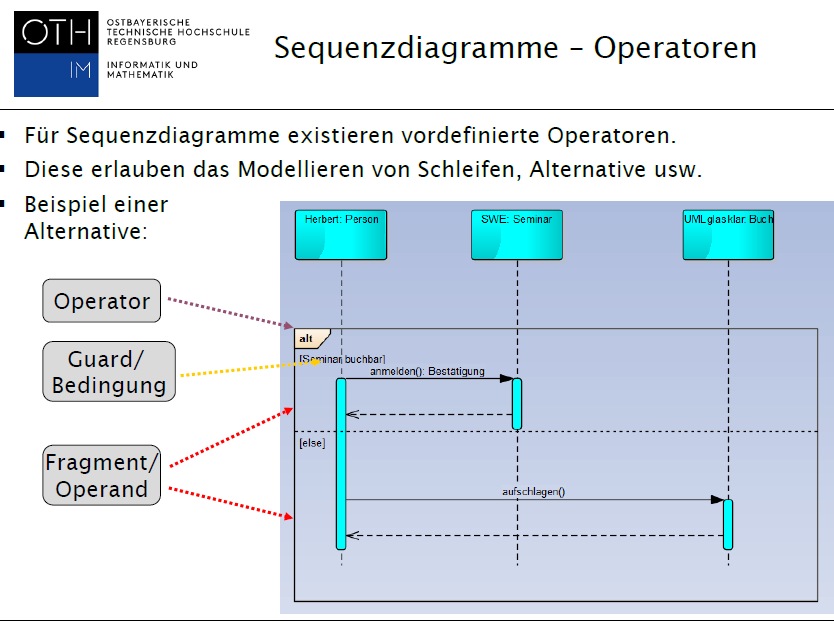 OTH
OSTBAYERISCHE
TECHNISCHE HOCHSCHULE
REGENSBURG
IM
INFORMATIK UND
MATHEMATIK
Sequenzdiagramme – Operatoren
Für Sequenzdiagramme existieren vordefinierte Operatoren.
Diese erlauben das Modellieren von Schleifen, Alternative usw.
Beispiel einer
Alternative:
Herbert: Person
SWE: Seminar
UMLglasklar: Buch
Operator
alt
Guard/
Bedingung
[Seminar buchbar]
anmelden(): Bestätigung
[else]
Fragment/
Operand
aufschlagen()